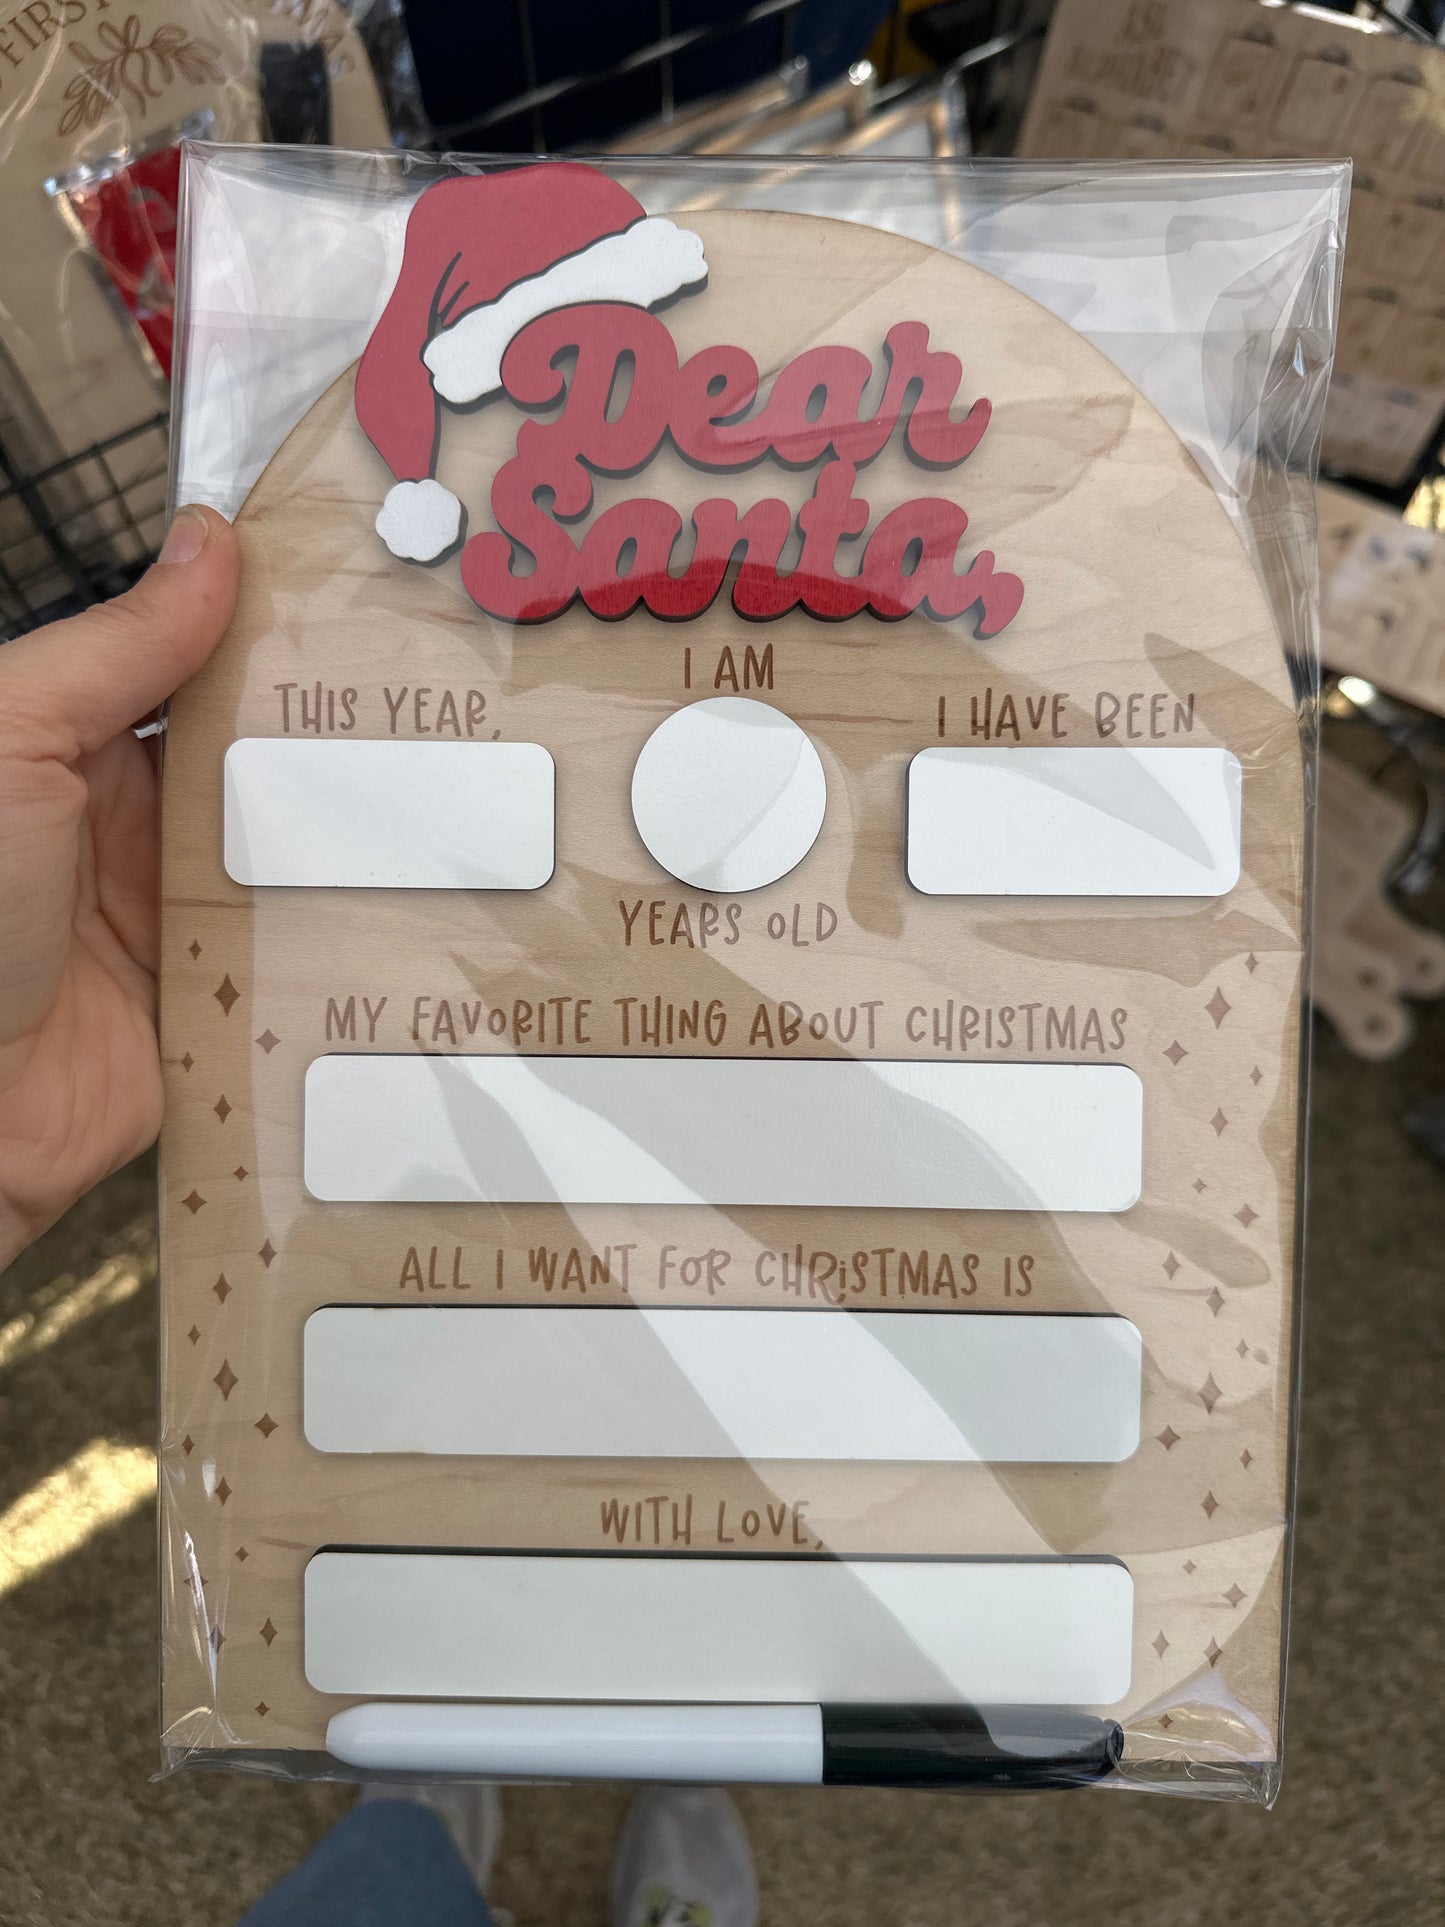 FIRST
Dear
Santa,
I AM
THIS YEAR,
I HAVE BEEN
YEARS OLD
MY FAVORITE THING ABOUT CHRISTMAS
ALL I WANT FOR CHRISTMAS IS
WITH LOVE,